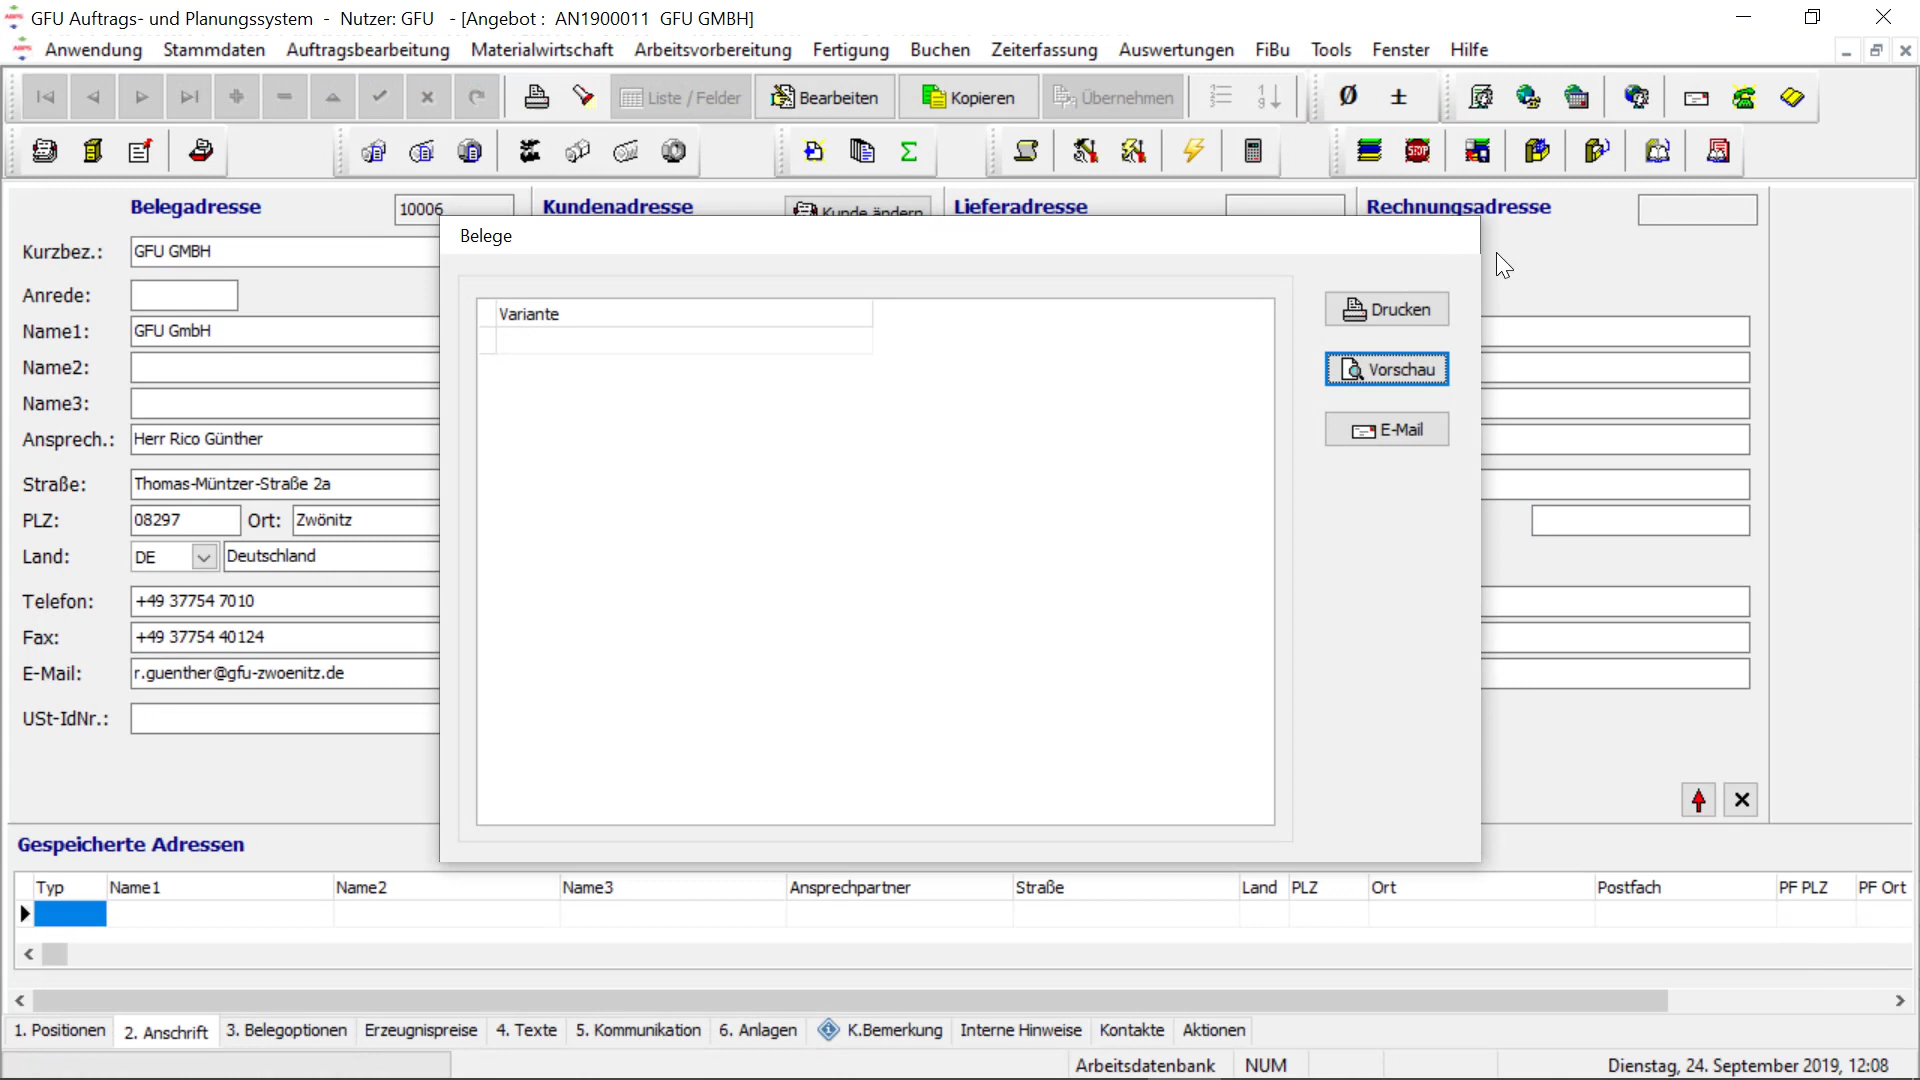 GFU Auftrags- und Planungssystem - Nutzer: GFU - [Angebot : AN1900011 GFU GMBH]
Anwendung Stammdaten Auftragsbearbeitung Materialwirtschaft Arbeitsvorbereitung Fertigung Buchen Zeiterfassung Auswertungen FiBu Tools Fenster Hilfe
Liste / Felder Bearbeiten Kopieren Übernehmen
Belegadresse 10006 Kundenadresse Kunde ändern Lieferadresse Rechnungsadresse
Belege
Kurzbez.: GFU GMBH
Anrede:
Name1: GFU GmbH
Name2:
Name3:
Ansprech.: Herr Rico Günther
Straße: Thomas-Müntzer-Straße 2a
PLZ: 08297 Ort: Zwönitz
Land: DE Deutschland
Telefon: +49 37754 7010
Fax: +49 37754 40124
E-Mail: r.guenther@gfu-zwoenitz.de
USt-IdNr.:
Variante
Drucken
Vorschau
E-Mail
Gespeicherte Adressen
Typ Name1 Name2 Name3 Ansprechpartner Straße Land PLZ Ort Postfach PF PLZ PF Ort
1. Positionen 2. Anschrift 3. Belegoptionen Erzeugnispreise 4. Texte 5. Kommunikation 6. Anlagen K.Bemerkung Interne Hinweise Kontakte Aktionen
Arbeitsdatenbank NUM Dienstag, 24. September 2019, 12:08